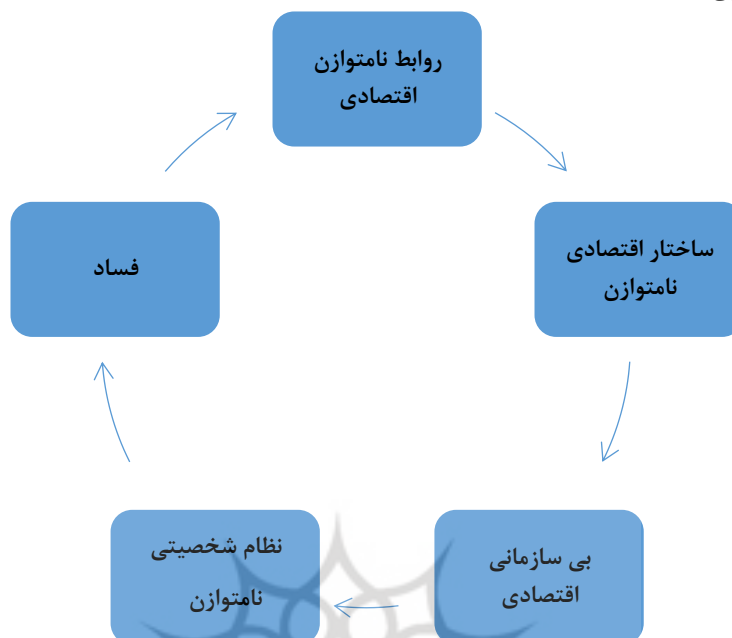 روابط نامتوازن
اقتصادی
ساختار اقتصادی
نامتوازن
بی سازمانی
اقتصادی
نظام شخصیتی
نامتوازن
فساد